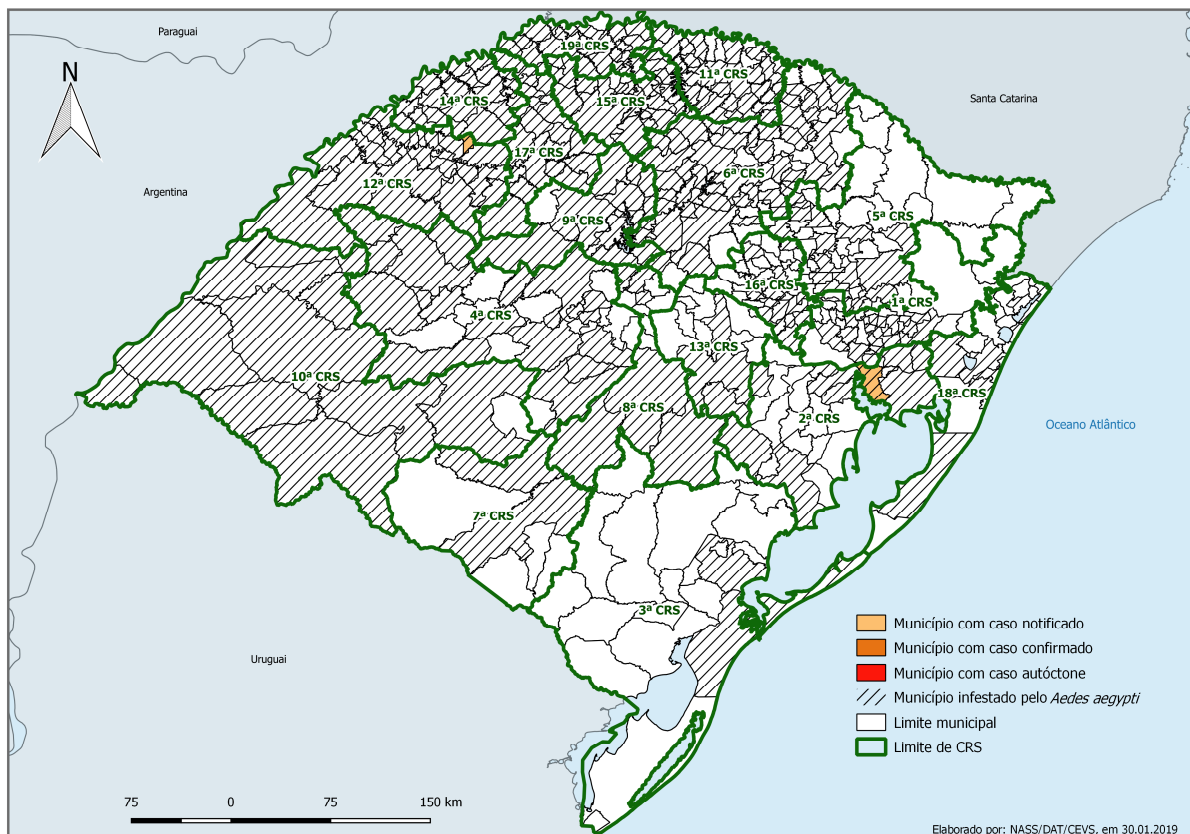 Paraguai
N
Santa Catarina
Argentina
19ª CRS
11ª CRS
14ª CRS
15ª CRS
17ª CRS
6ª CRS
12ª CRS
9ª CRS
5ª CRS
16ª CRS
1ª CRS
4ª CRS
13ª CRS
10ª CRS
18ª CRS
8ª CRS
2ª CRS
Oceano Atlântico
7ª CRS
3ª CRS
Uruguai
Município com caso notificado
Município com caso confirmado
Município com caso autóctone
Município infestado pelo Aedes aegypti
Limite municipal
Limite de CRS
75 0 75 150 km
Elaborado por: NASS/DAT/CEVS, em 30.01.2019